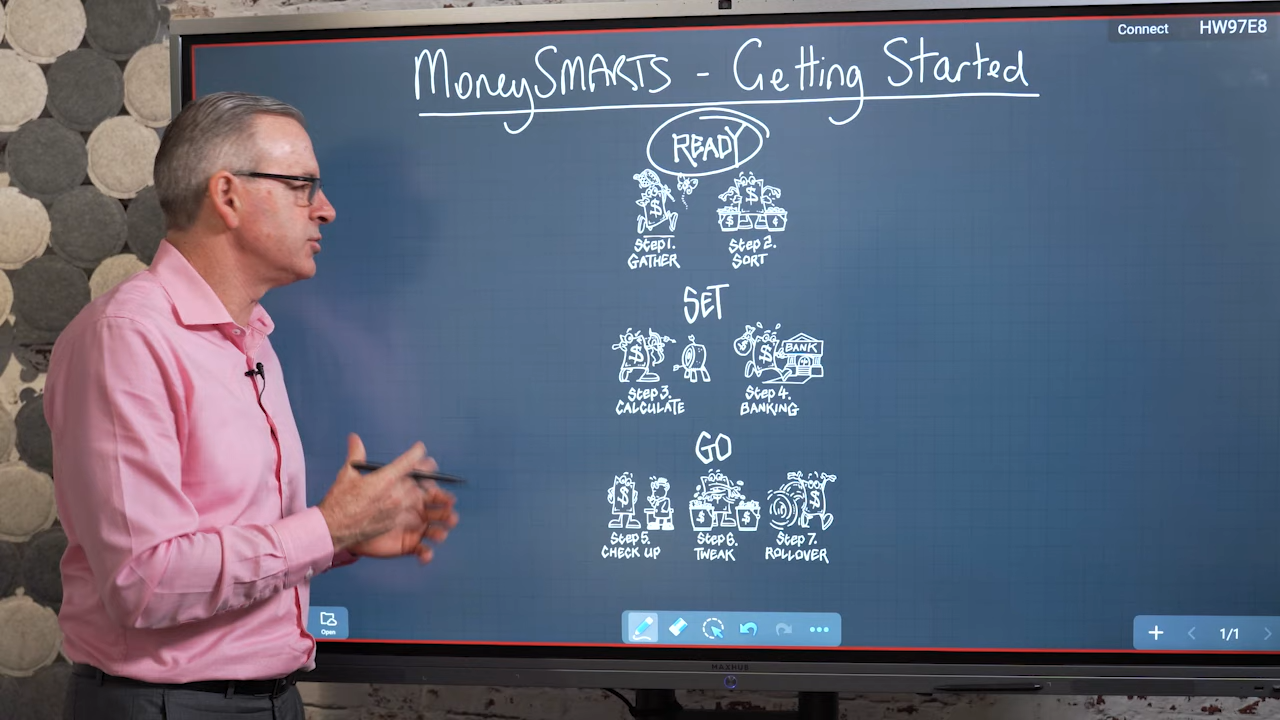 Connect HW97E8
MoneySMARTS - Getting Started
READY
$ $ $ ¢
Step 1. Step 2.
GATHER SORT
SET
$ $ $ BANK
Step 3. Step 4.
CALCULATE BANKING
GO
$ $ $ $
Step 5. Step 6. Step 7.
CHECK UP TWEAK ROLLOVER
Open
1/1
MAXHUB